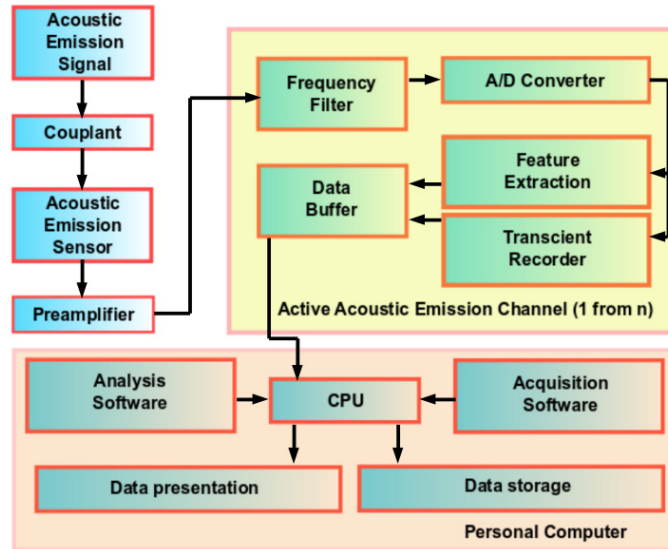 Acoustic
Emission
Signal
Couplant
Acoustic
Emission
Sensor
Preamplifier
Frequency
Filter
A/D Converter
Feature
Extraction
Transient
Recorder
Data
Buffer
Active Acoustic Emission Channel (1 from n)
Analysis
Software
CPU
Acquisition
Software
Data presentation
Data storage
Personal Computer